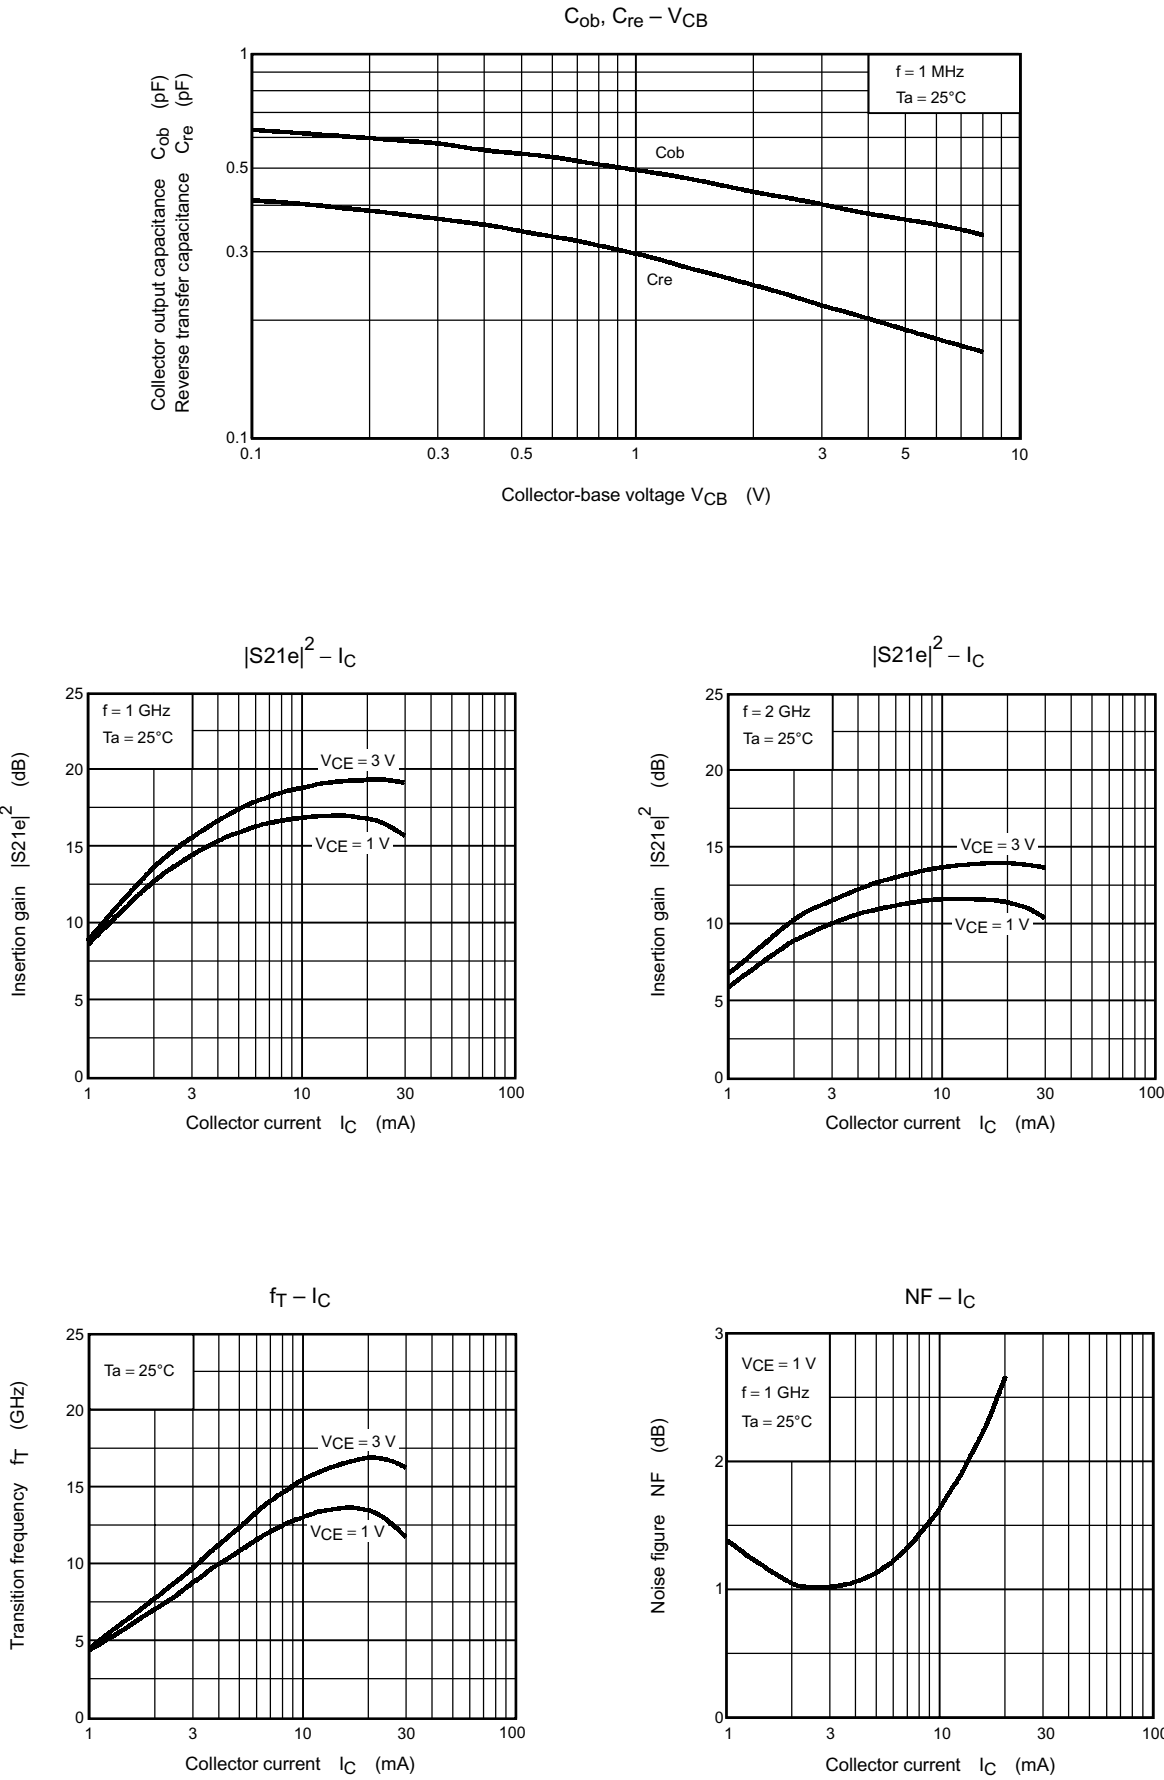 Cob, Cre – VCB
Collector output capacitance Cob (pF)
Reverse transfer capacitance Cre (pF)
1
0.5
0.3
0.1
f = 1 MHz
Ta = 25°C
Cob
Cre
0.1 0.3 0.5 1 3 5 10
Collector-base voltage VCB (V)
|S21e|2 – IC
Insertion gain |S21e|2 (dB)
25
20
15
10
5
0
f = 1 GHz
Ta = 25°C
VCE = 3 V
VCE = 1 V
1 3 10 30 100
Collector current IC (mA)
|S21e|2 – IC
Insertion gain |S21e|2 (dB)
25
20
15
10
5
0
f = 2 GHz
Ta = 25°C
VCE = 3 V
VCE = 1 V
1 3 10 30 100
Collector current IC (mA)
fT – IC
Transition frequency fT (GHz)
25
20
15
10
5
0
Ta = 25°C
VCE = 3 V
VCE = 1 V
1 3 10 30 100
Collector current IC (mA)
NF – IC
Noise figure NF (dB)
3
2
1
0
VCE = 1 V
f = 1 GHz
Ta = 25°C
1 3 10 30 100
Collector current IC (mA)